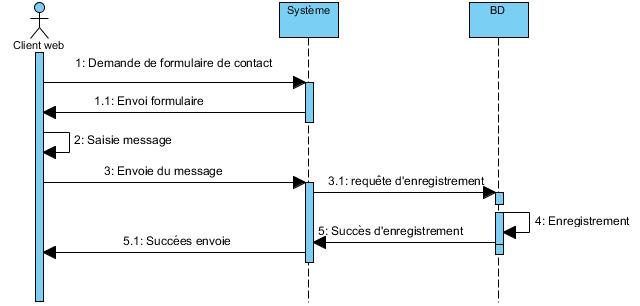 Système
BD
Client web
1: Demande de formulaire de contact
1.1: Envoi formulaire
2: Saisie message
3: Envoie du message
3.1: requête d'enregistrement
4: Enregistrement
5: Succès d'enregistrement
5.1: Succées envoie